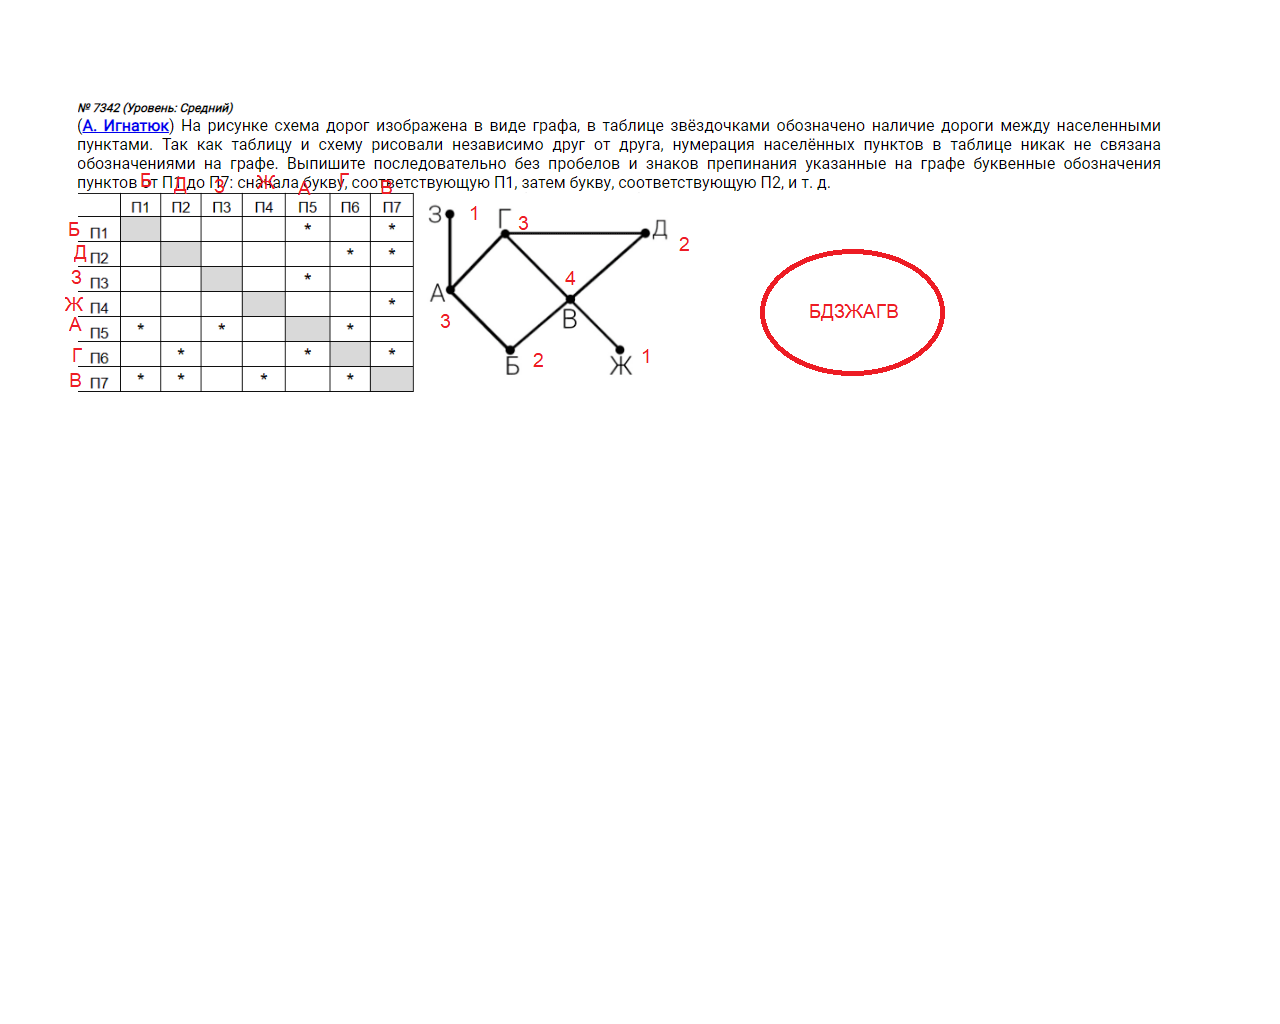 № 7342 (Уровень: Средний)
(А. Игнатюк) На рисунке схема дорог изображена в виде графа, в таблице звёздочками обозначено наличие дороги между населенными
пунктами. Так как таблицу и схему рисовали независимо друг от друга, нумерация населённых пунктов в таблице никак не связана
обозначениями на графе. Выпишите последовательно без пробелов и знаков препинания указанные на графе буквенные обозначения
пунктов от П1 до П7: сначала букву, соответствующую П1, затем букву, соответствующую П2, и т. д.
Б Д З Ж А Г В
П1 П2 П3 П4 П5 П6 П7
Б П1 * *
Д П2 * *
З П3 *
Ж П4 *
А П5 * * *
Г П6 * * *
В П7 * * * *
З 1 Г 3 Д 2
А 3 4 В
Б 2 Ж 1
БДЗЖАГВ